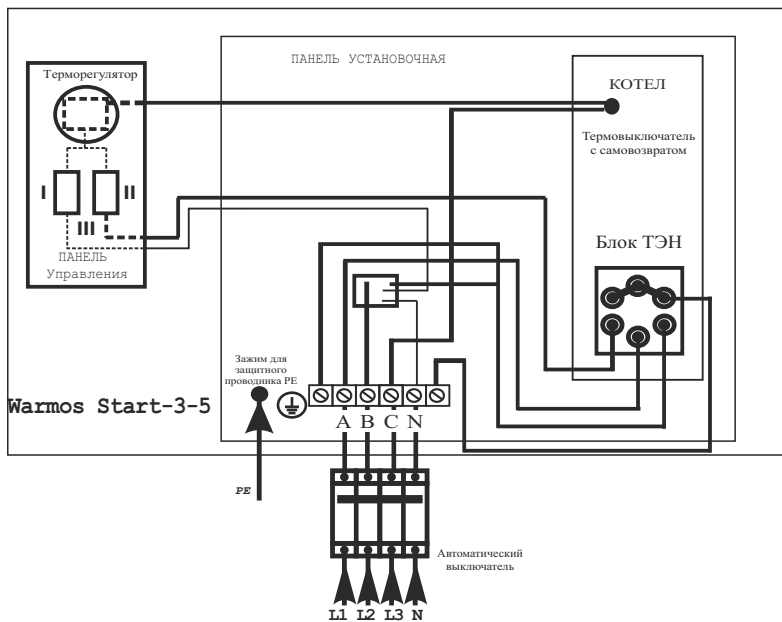 ПАНЕЛЬ УСТАНОВОЧНАЯ
Терморегулятор
КОТЕЛ
Термовыключатель
с самовозвратом
I
II
III
ПАНЕЛЬ
Управления
Блок ТЭН
Зажим для
защитного
проводника PE
Warmos Start-3-5
A B C N
PE
Автоматический
выключатель
L1 L2 L3 N